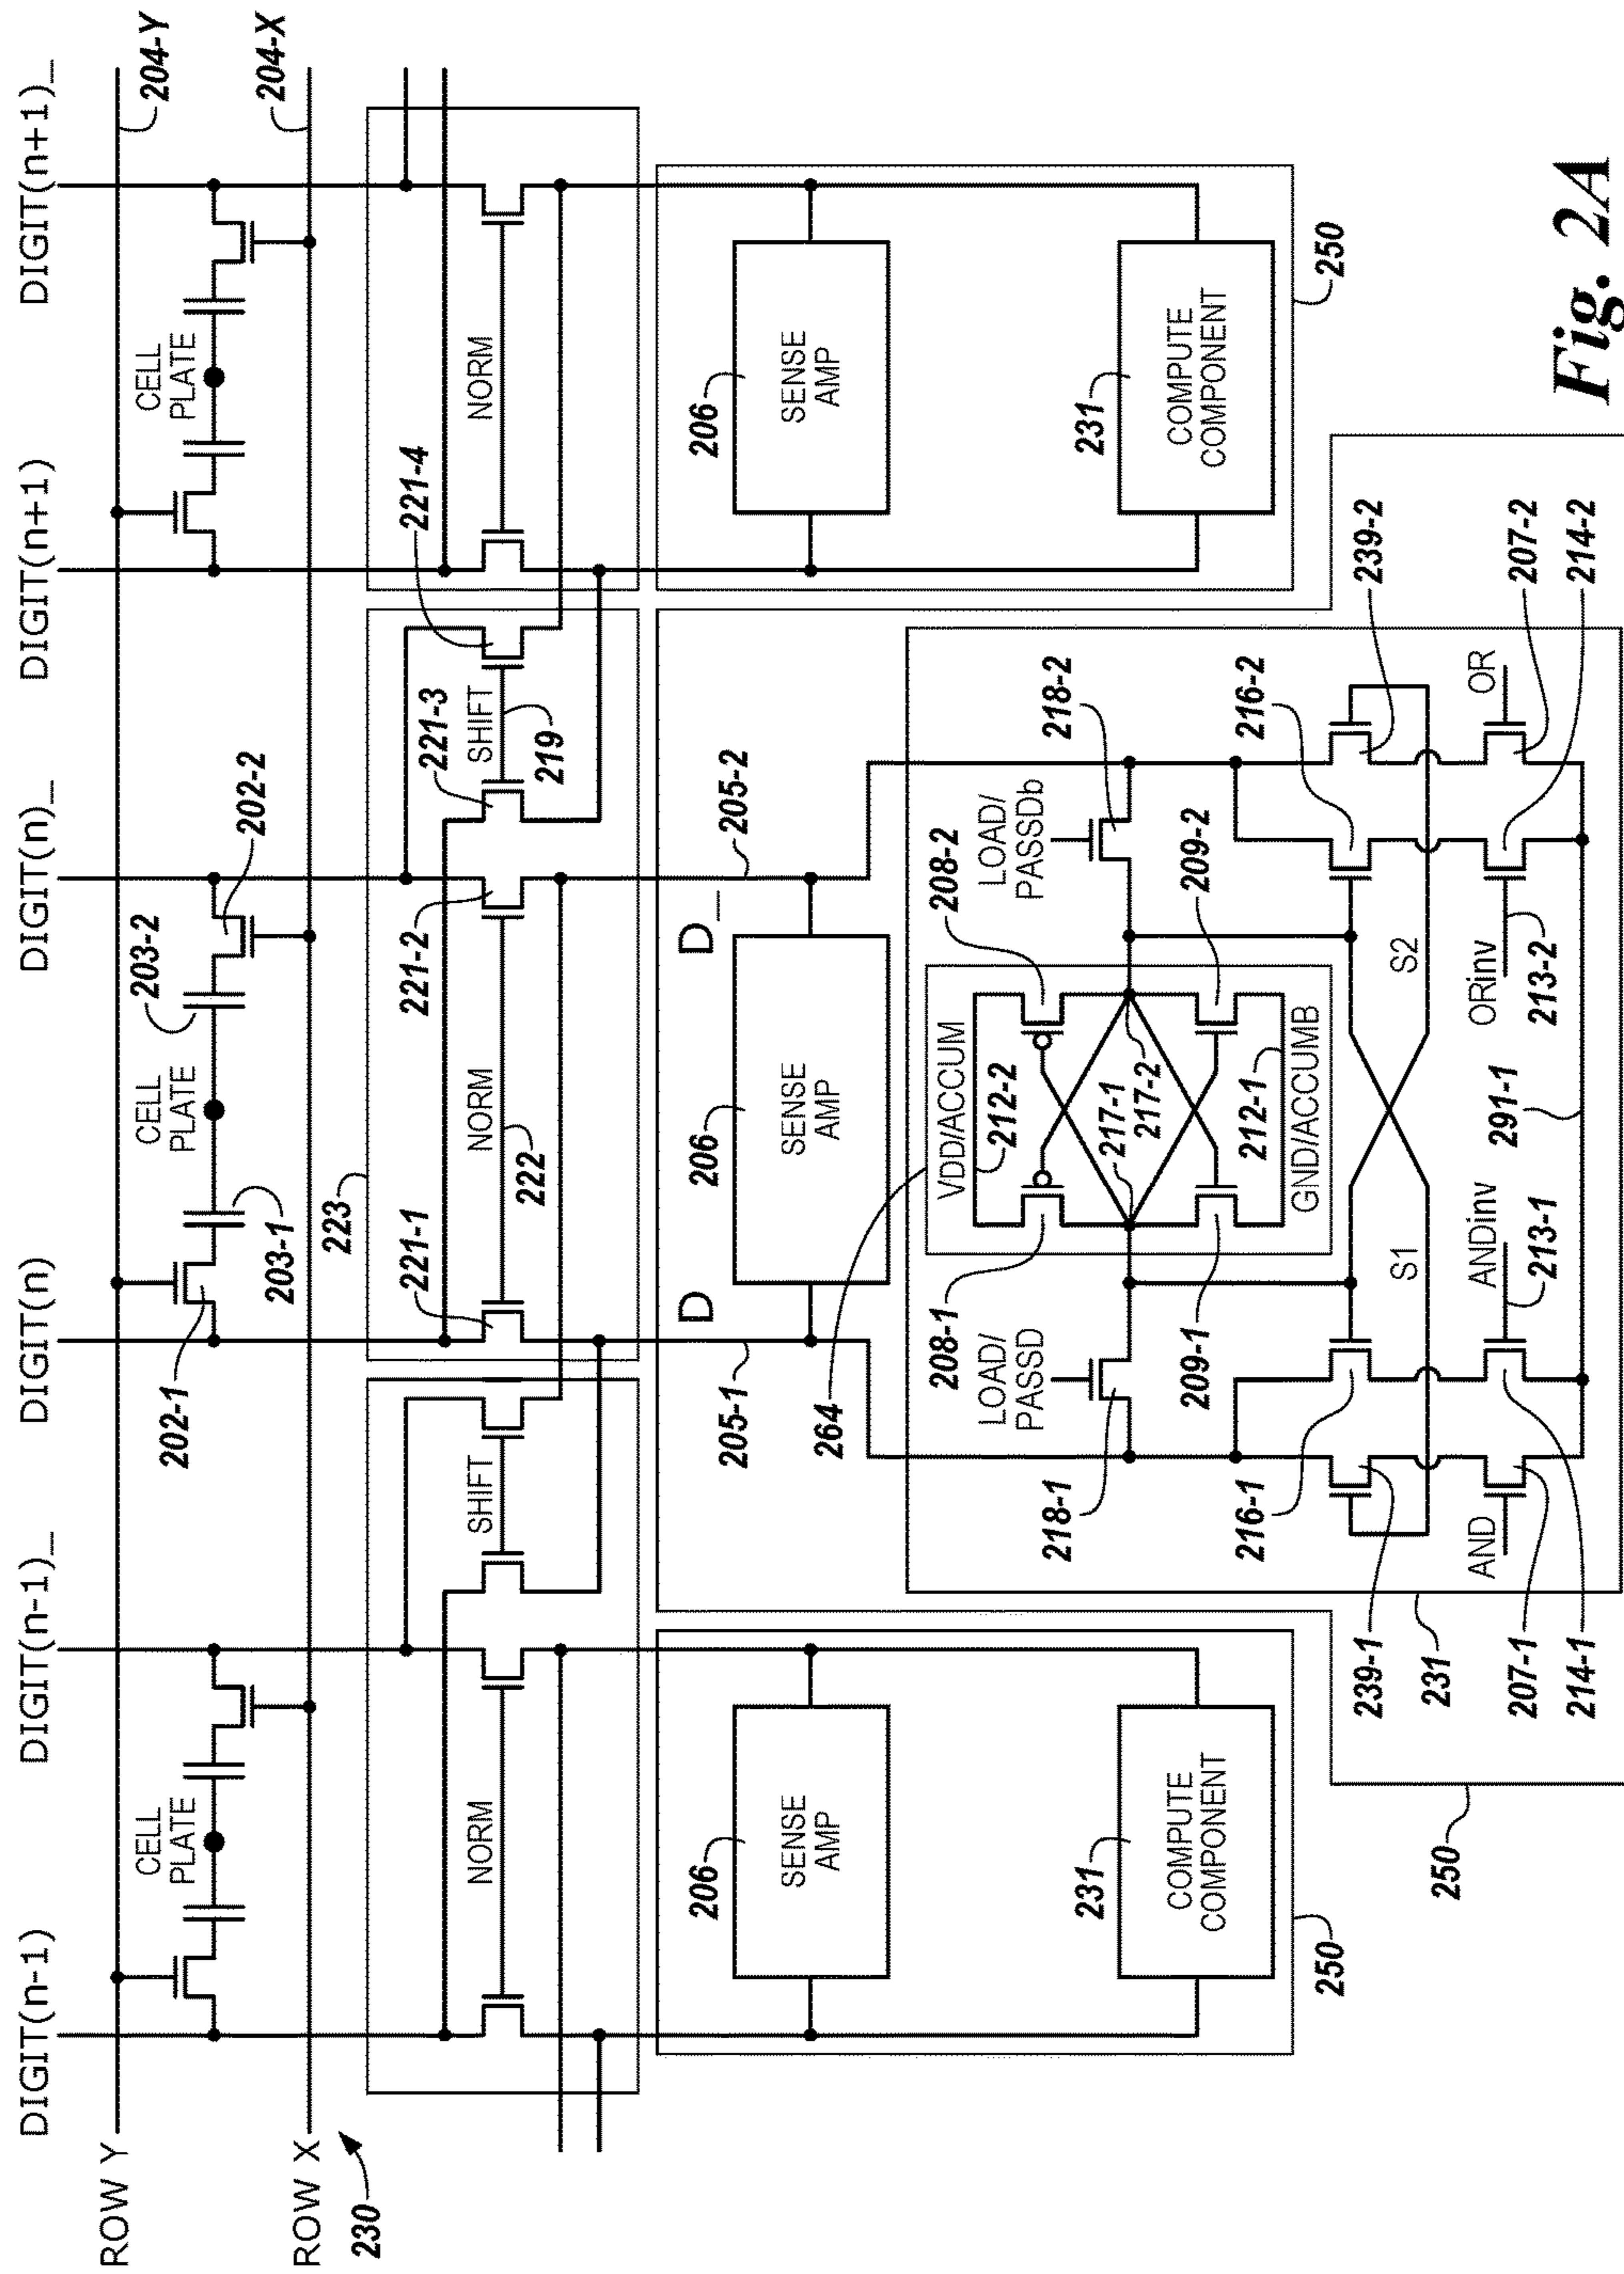 DIGIT(n-1)
DIGIT(n-1)_
DIGIT(n)
DIGIT(n)_
DIGIT(n+1)
DIGIT(n+1)_
ROW Y
204-Y
202-1
203-1
203-2
202-2
CELL
PLATE
CELL
PLATE
CELL
PLATE
ROW X
204-X
230
223
221-1
221-2
221-3
221-4
NORM
SHIFT
NORM
SHIFT
NORM
222
219
205-1
D
D_
205-2
206
SENSE
AMP
206
SENSE
AMP
206
SENSE
AMP
264
208-1
VDD/ACCUM
208-2
212-2
LOAD/
PASSD
LOAD/
PASSDb
218-1
217-1
217-2
218-2
209-1
209-2
212-1
GND/ACCUMB
231
COMPUTE
COMPONENT
231
COMPUTE
COMPONENT
250
250
216-1
216-2
239-1
S1
S2
239-2
231
250
AND
ANDinv
ORinv
OR
207-1
213-1
291-1
213-2
207-2
214-1
214-2
Fig. 2A